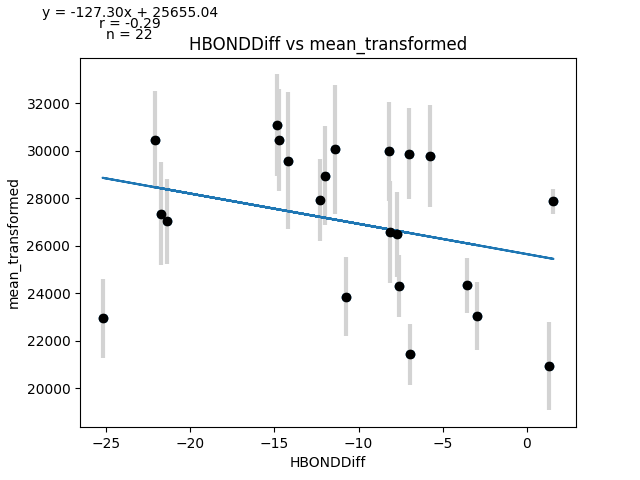 y = -127.30x + 25655.04
r = -0.29
n = 22
HBONDDiff vs mean_transformed
mean_transformed
32000
30000
28000
26000
24000
22000
20000
−25
−20
−15
−10
−5
0
HBONDDiff